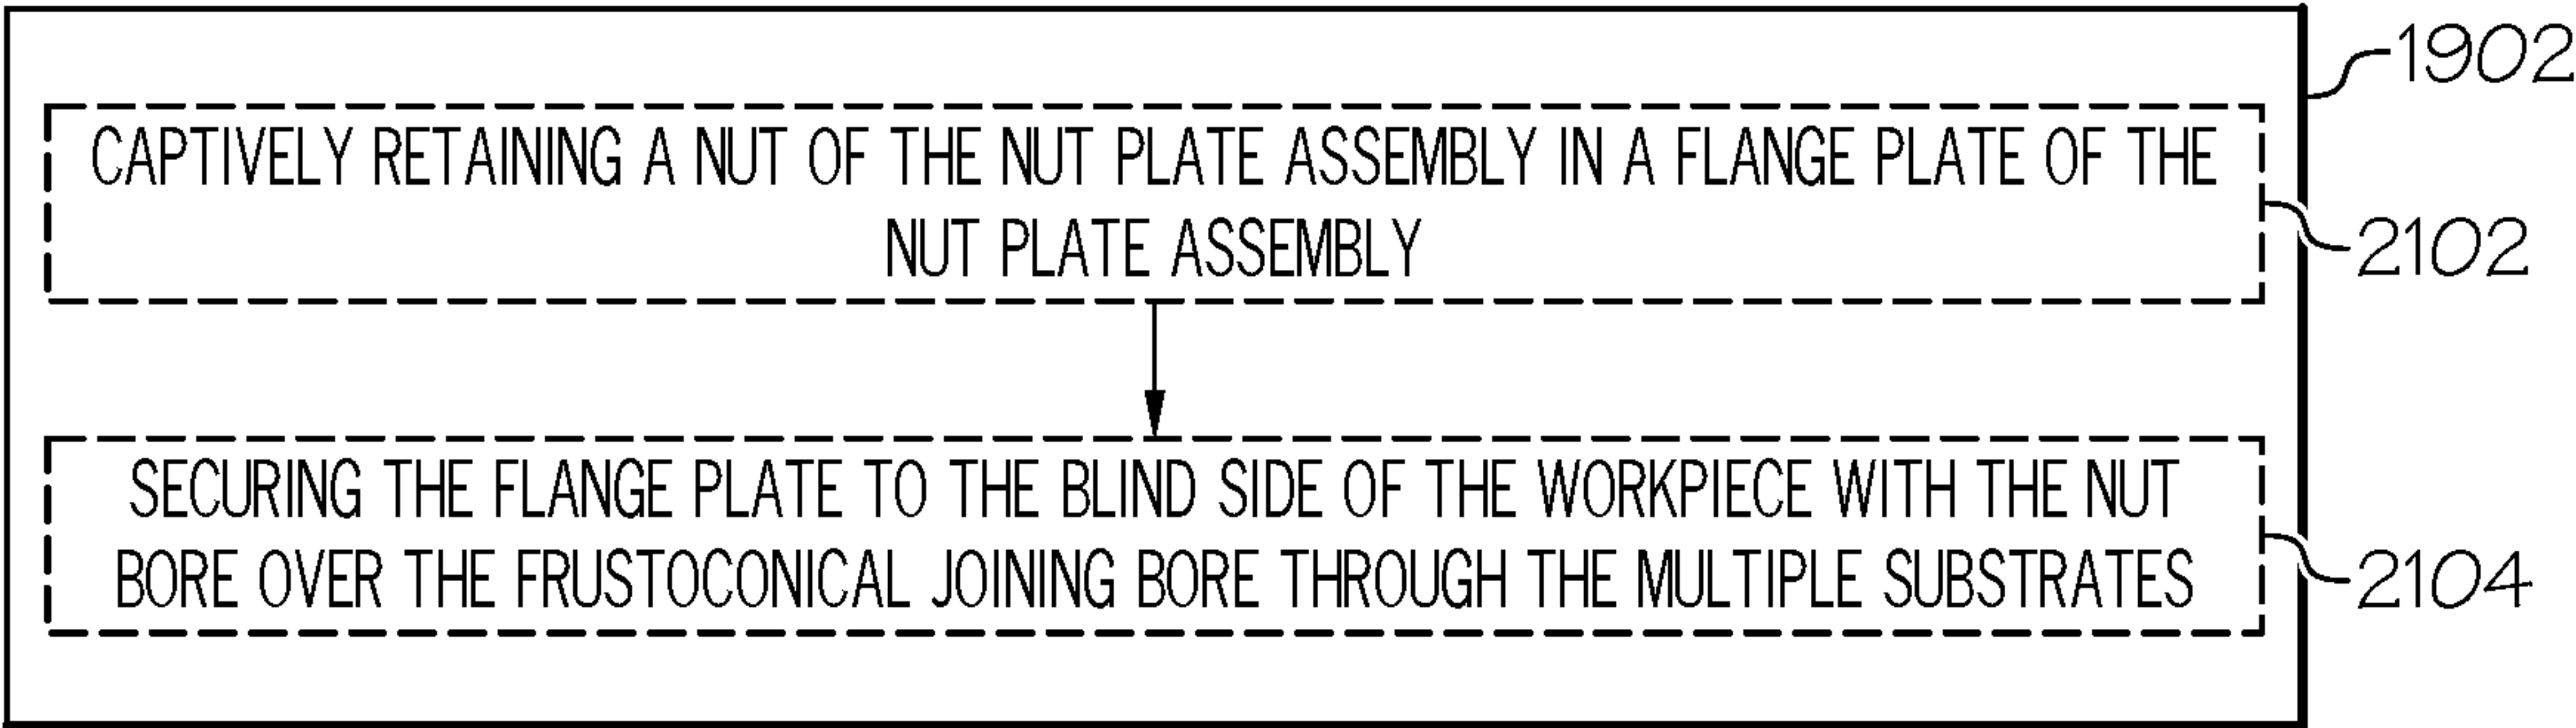 1902
CAPTIVELY RETAINING A NUT OF THE NUT PLATE ASSEMBLY IN A FLANGE PLATE OF THE
NUT PLATE ASSEMBLY
2102
SECURING THE FLANGE PLATE TO THE BLIND SIDE OF THE WORKPIECE WITH THE NUT
BORE OVER THE FRUSTOCONICAL JOINING BORE THROUGH THE MULTIPLE SUBSTRATES
2104